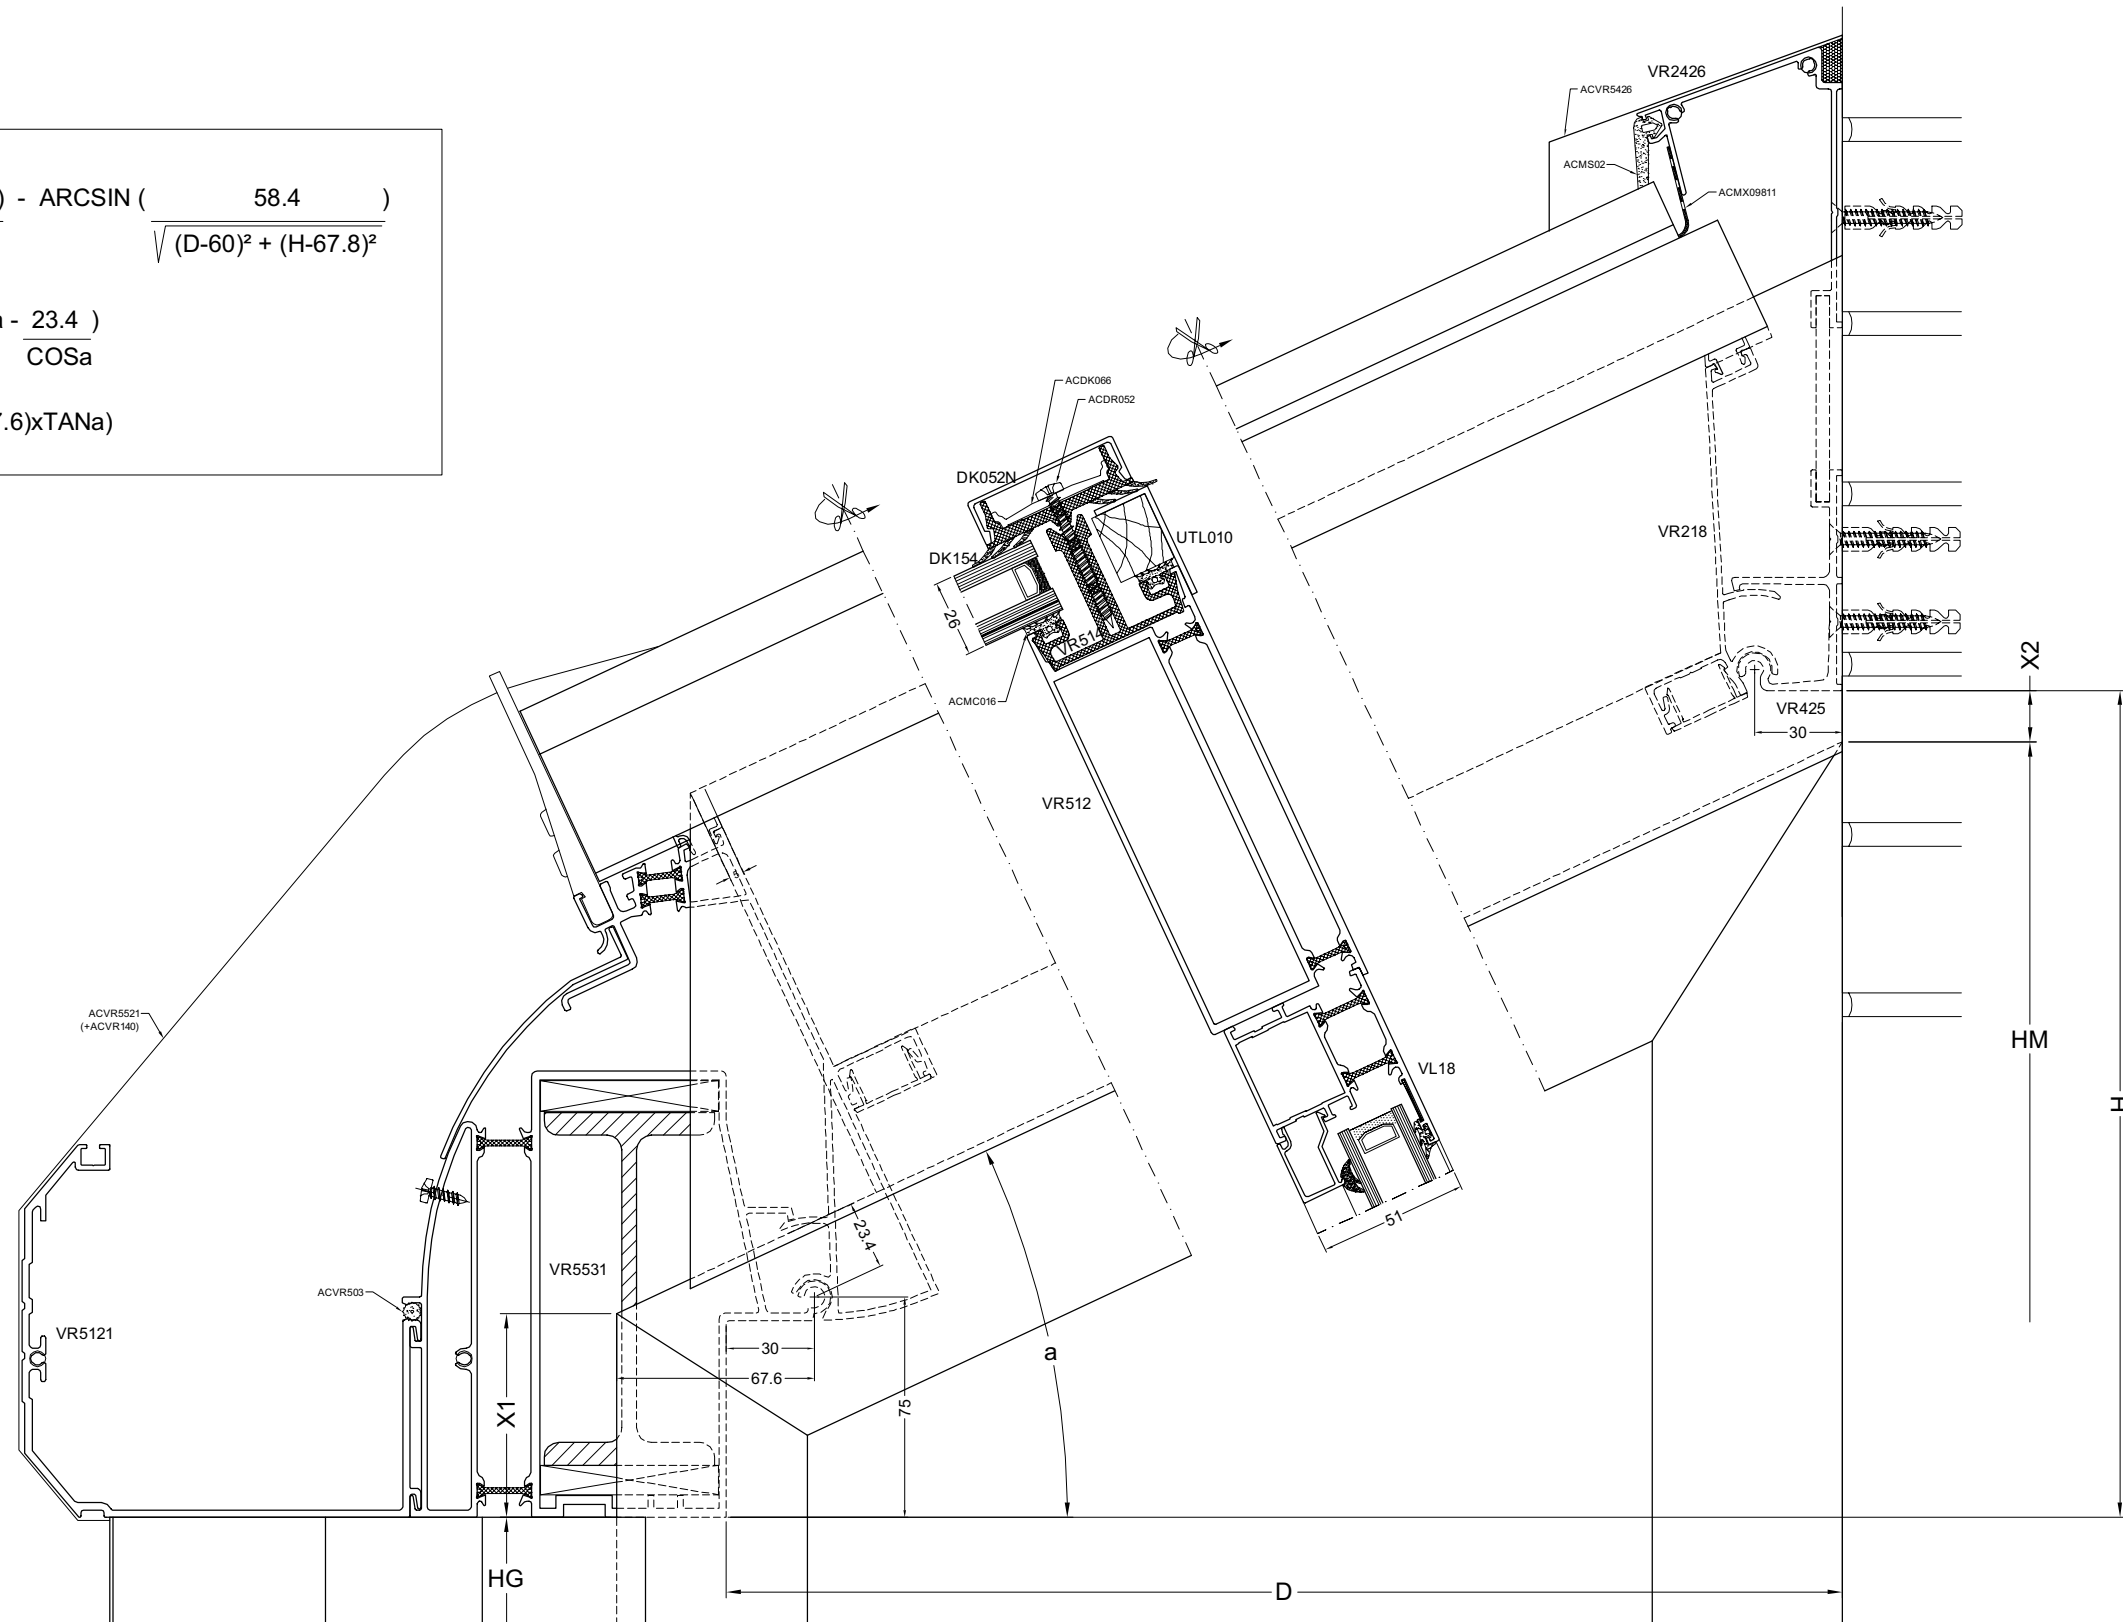 ) - ARCSIN ( 58.4 )
√ (D-60)² + (H-67.8)²
a - 23.4 )
COSa
7.6)xTANa)
VR2426
ACVR5426
ACMS02
ACMX09811
ACDK066
ACDR052
DK052N
UTL010
DK154
26
VR514
VR218
ACMC016
X2
VR425
30
VR512
HM
H
5
ACVR5521
(+ACVR140)
VL18
51
23.4
VR5531
ACVR503
VR5121
30
67.6
75
a
X1
HG
D